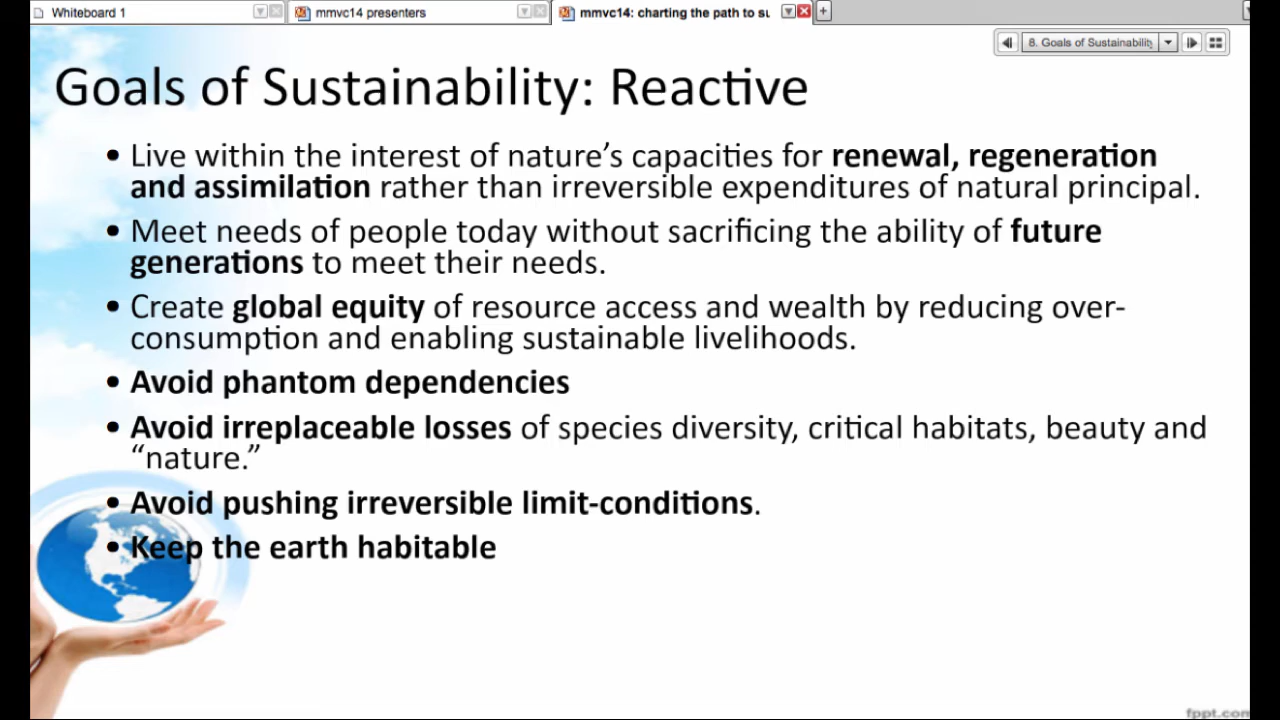 Whiteboard 1
mmvc14 presenters
mmvc14: charting the path to su
8. Goals of Sustainability
Goals of Sustainability: Reactive
• Live within the interest of nature’s capacities for renewal, regeneration
and assimilation rather than irreversible expenditures of natural principal.
• Meet needs of people today without sacrificing the ability of future
generations to meet their needs.
• Create global equity of resource access and wealth by reducing over-
consumption and enabling sustainable livelihoods.
• Avoid phantom dependencies
• Avoid irreplaceable losses of species diversity, critical habitats, beauty and
“nature.”
• Avoid pushing irreversible limit-conditions.
• Keep the earth habitable
fppt.com